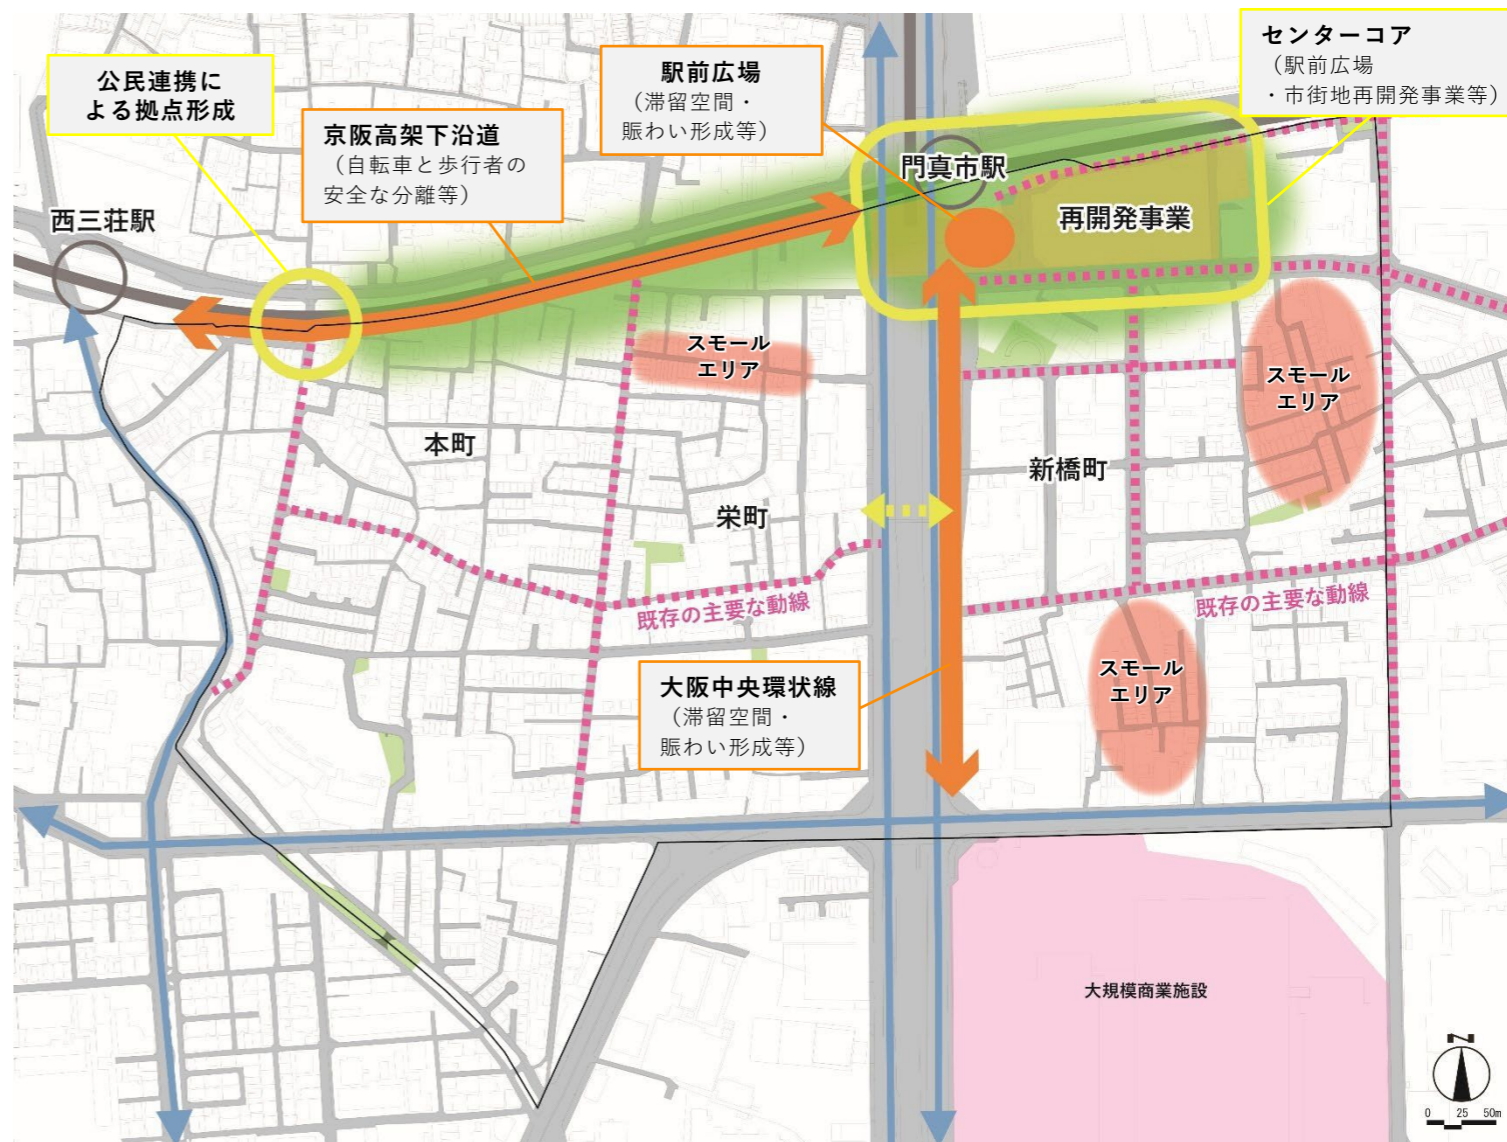 公民連携に
よる拠点形成
京阪高架下沿道
（自転車と歩行者の
安全な分離等）
駅前広場
（滞留空間・
賑わい形成等）
センターコア
（駅前広場
・市街地再開発事業等）
西三荘駅
門真市駅
再開発事業
スモール
エリア
スモール
エリア
本町
栄町
新橋町
既存の主要な動線
既存の主要な動線
大阪中央環状線
（滞留空間・
賑わい形成等）
スモール
エリア
大規模商業施設
N
0 25 50m